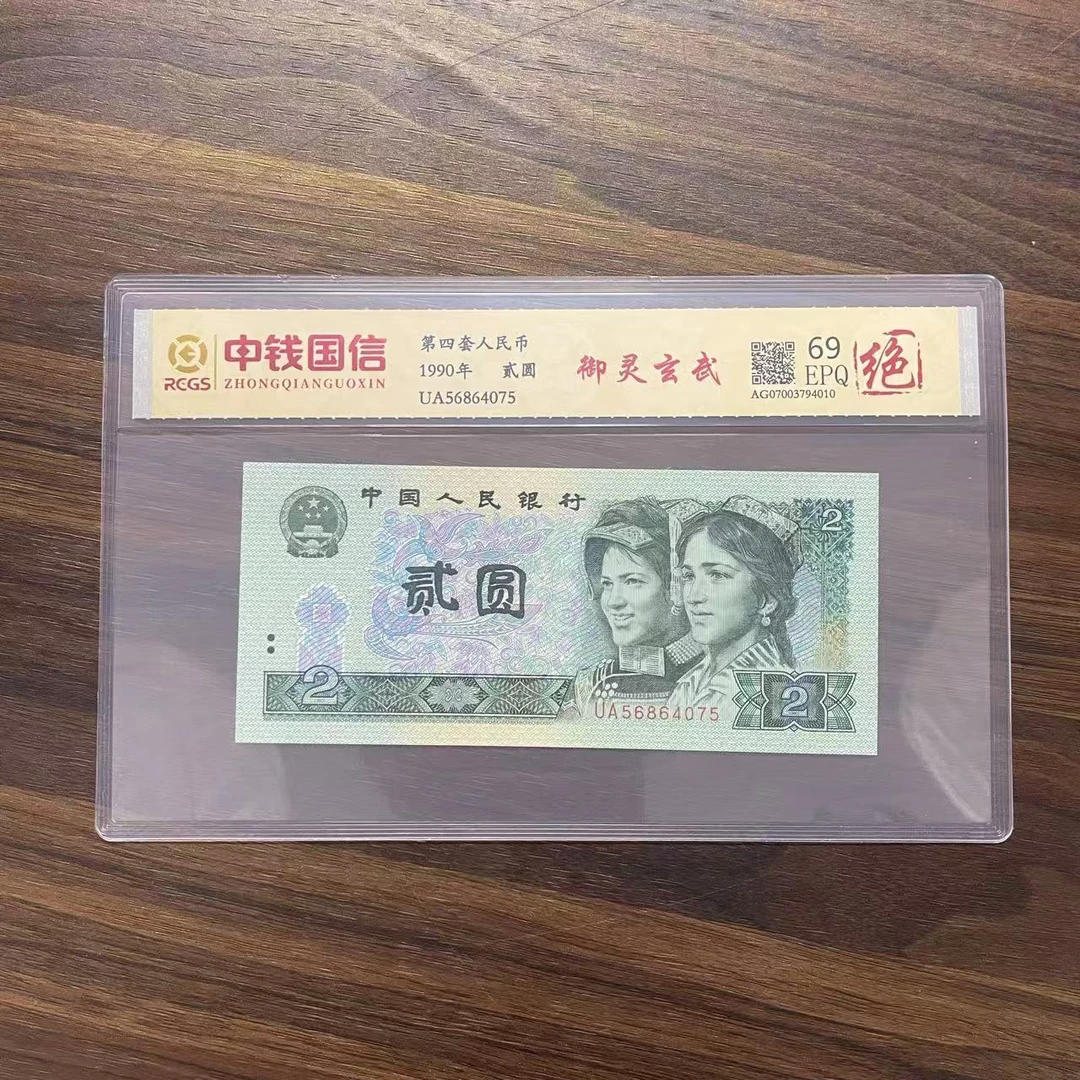 中钱国信
RCGS ZHONGQIANGUOXIN
第四套人民币
1990年 贰圆
UA56864075
御灵玄武
69
EPQ
AG07003794010
绝
中国人民银行
2
贰圆
2
UA56864075
2